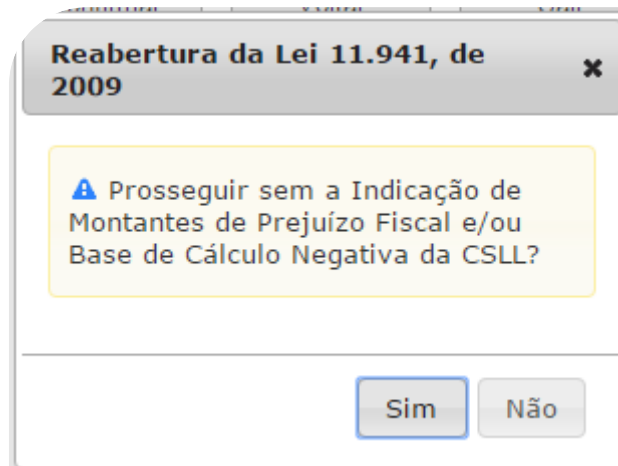 Reabertura da Lei 11.941, de
2009
Prosseguir sem a Indicação de
Montantes de Prejuízo Fiscal e/ou
Base de Cálculo Negativa da CSLL?
Sim Não